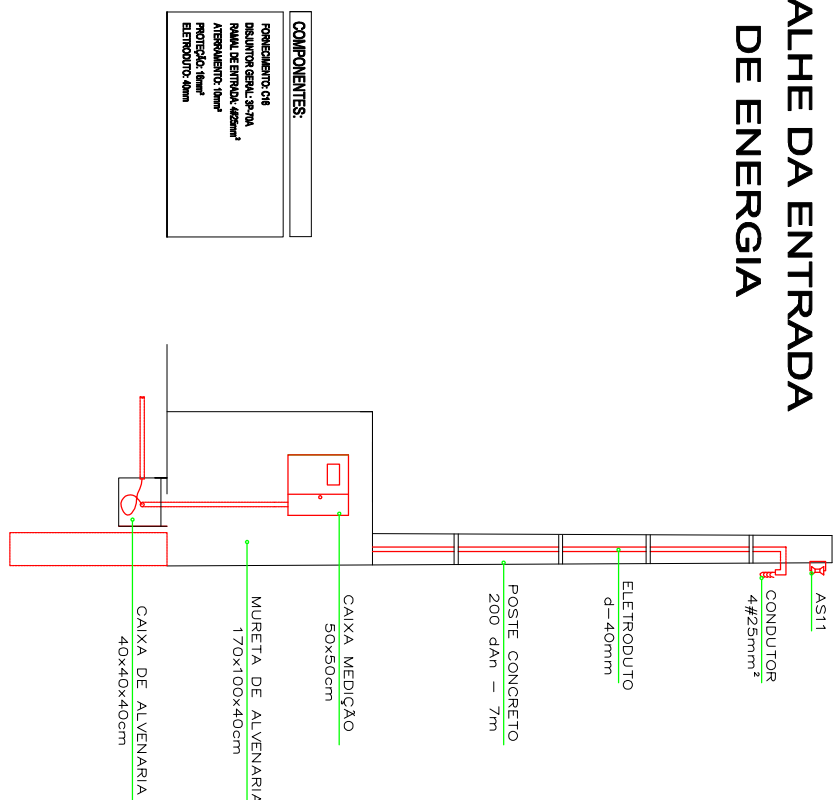 ALHE DA ENTRADA
DE ENERGIA
COMPONENTES:
FORNECIMENTO: C16
DISJUNTOR GERAL: 3P-70A
RAMAL DE ENTRADA: 4#25mm²
ATERRAMENTO: 10mm²
PROTEÇÃO: 16mm²
ELETRODUTO: 40mm
AS11
CONDUTOR
4#25mm²
ELETRODUTO
d-40mm
POSTE CONCRETO
200 dAn - 7m
CAIXA MEDIÇÃO
50x50cm
MURETA DE ALVENARIA
170x100x40cm
CAIXA DE ALVENARIA
40x40x40cm